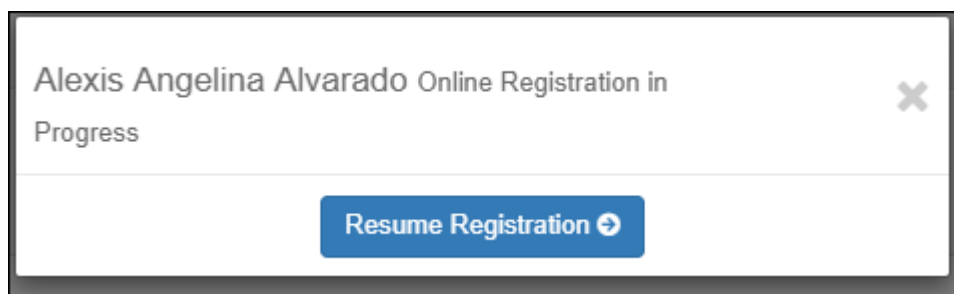 Alexis Angelina Alvarado Online Registration in
Progress
Resume Registration